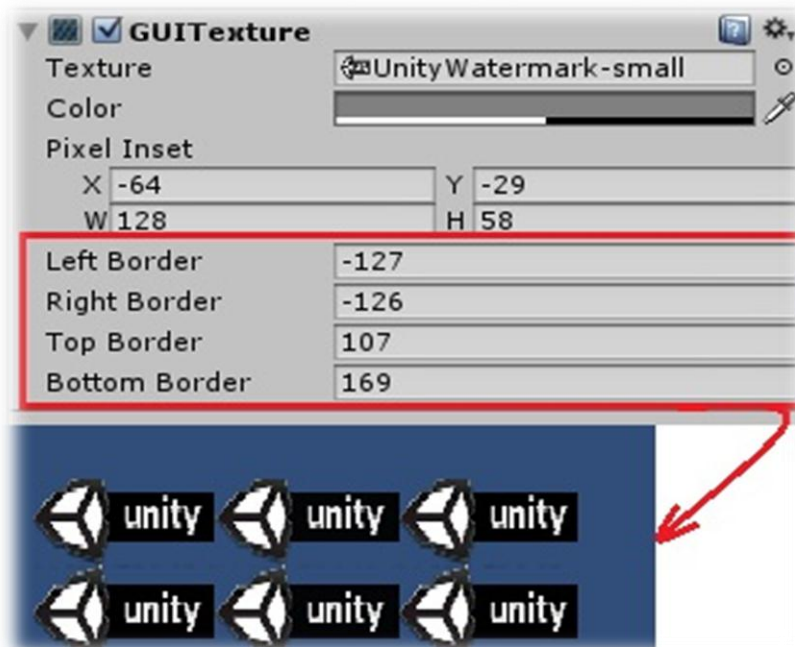 GUITexture
Texture UnityWatermark-small
Color
Pixel Inset
X -64 Y -29
W 128 H 58
Left Border -127
Right Border -126
Top Border 107
Bottom Border 169
unity unity unity
unity unity unity